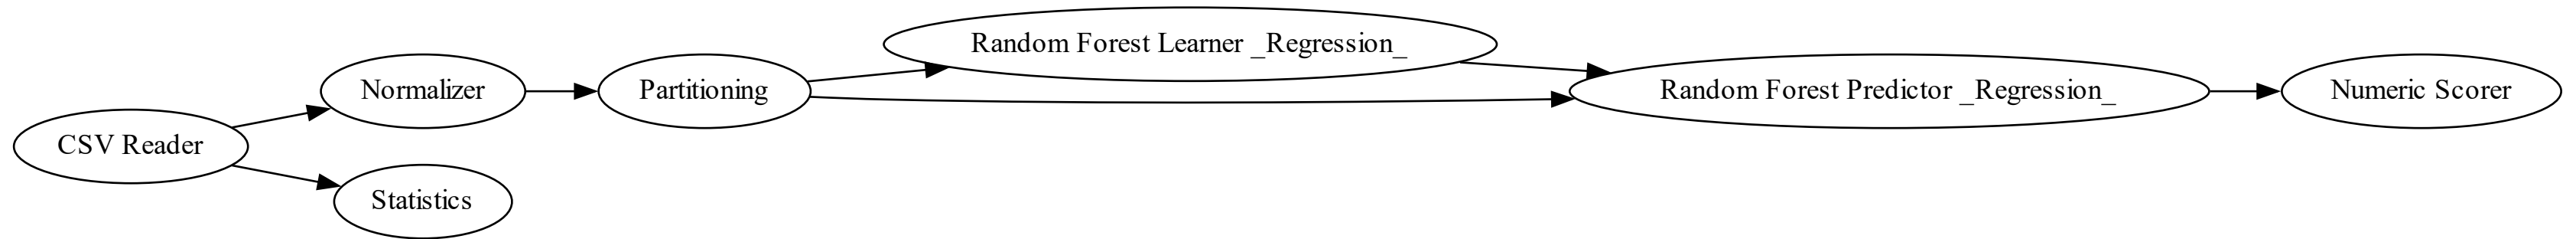 CSV Reader
Normalizer
Statistics
Partitioning
Random Forest Learner _Regression_
Random Forest Predictor _Regression_
Numeric Scorer